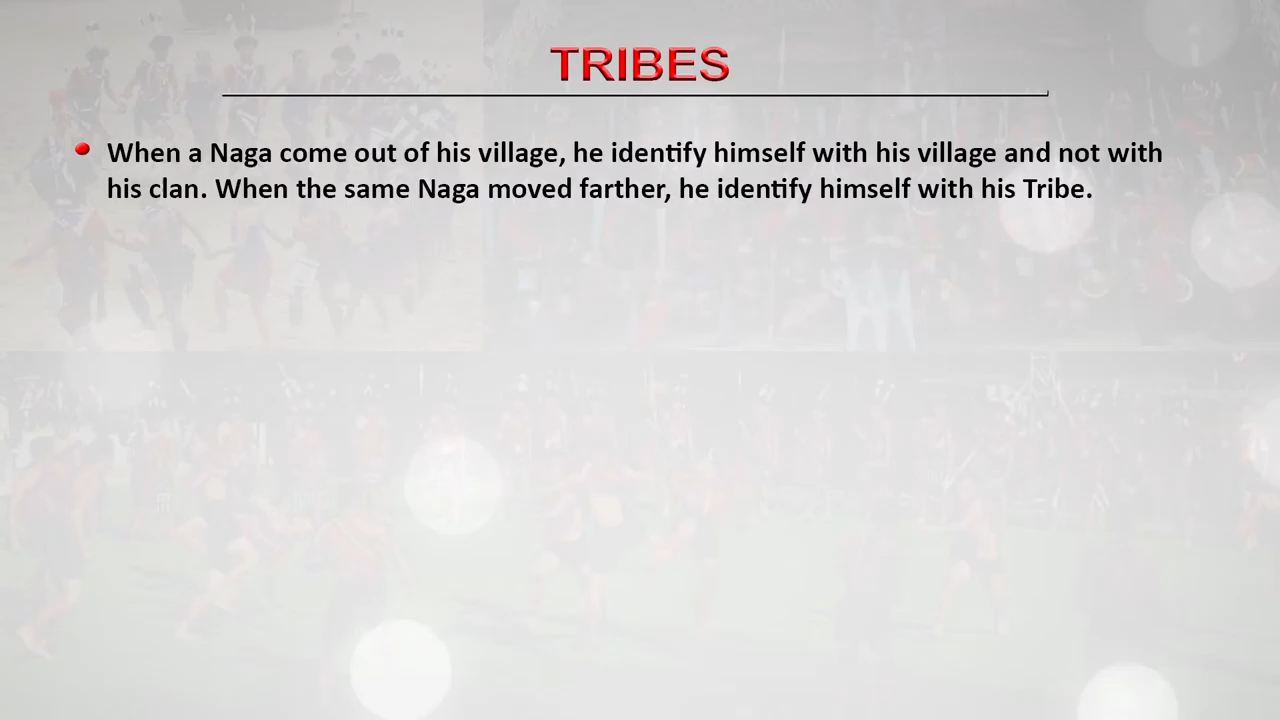 TRIBES
When a Naga come out of his village, he identify himself with his village and not with
his clan. When the same Naga moved farther, he identify himself with his Tribe.